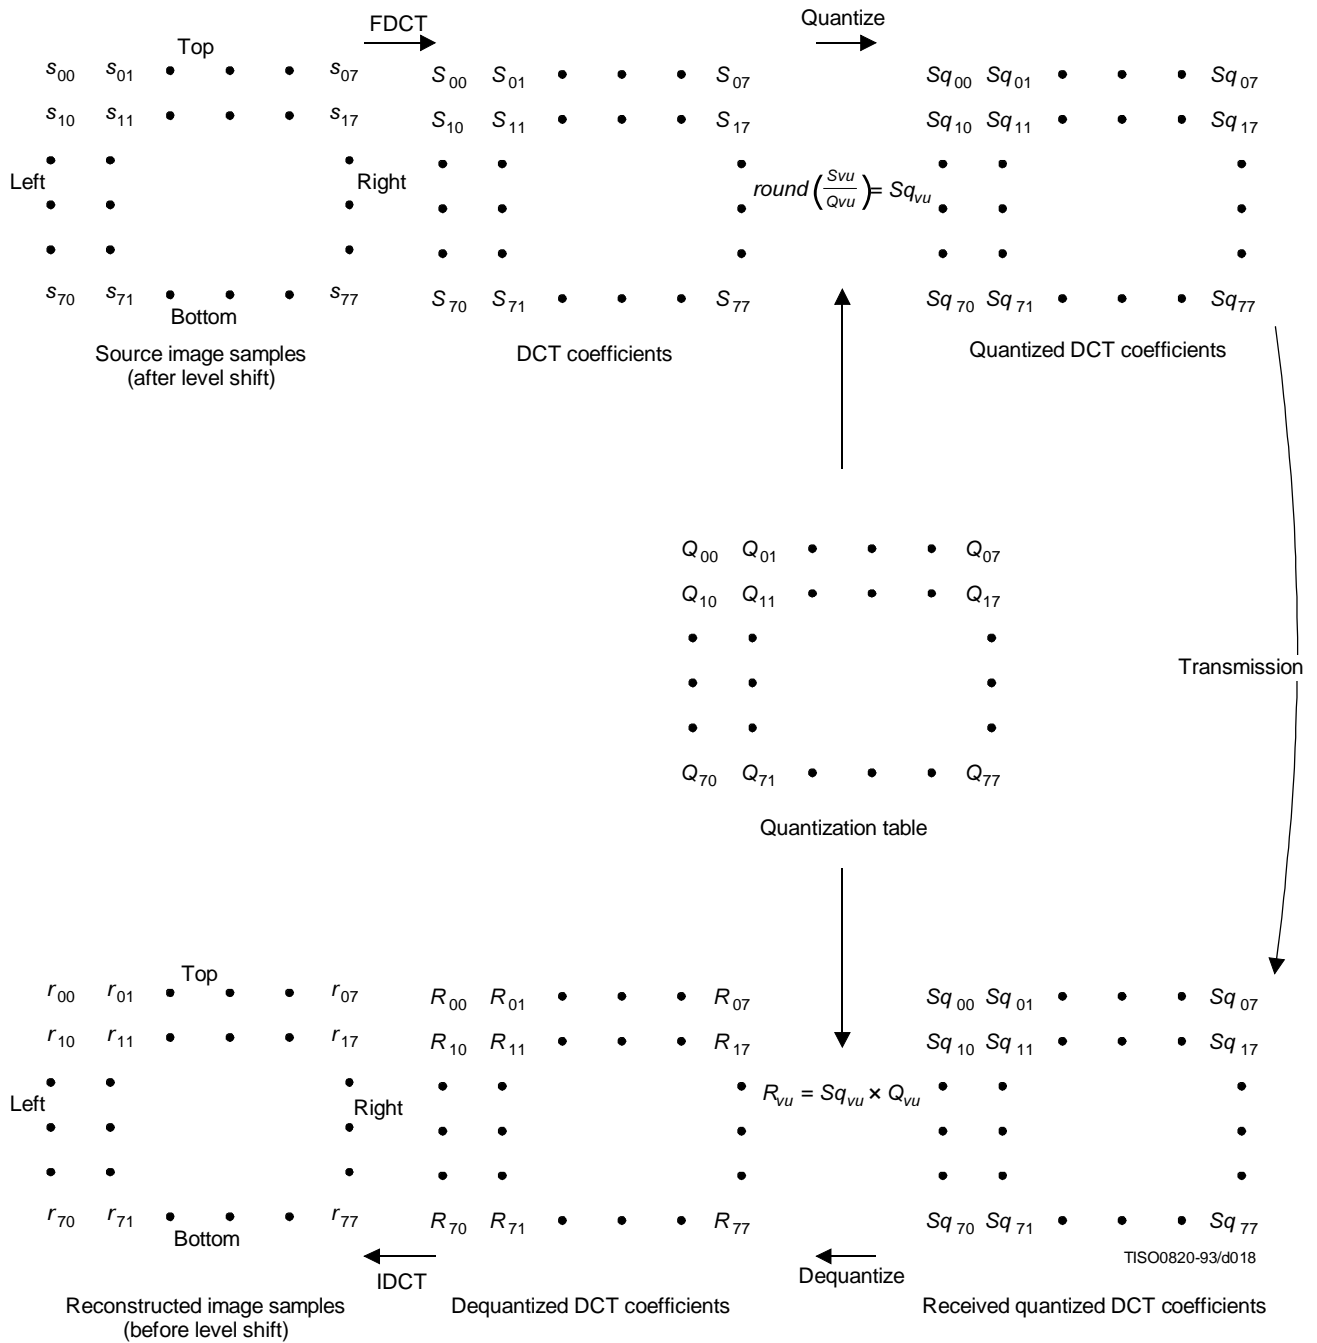 FDCT
Quantize
Top
s00 s01 • • • s07
S00 S01 • • • S07
Sq00 Sq01 • • • Sq07
s10 s11 • • • s17
S10 S11 • • • S17
Sq10 Sq11 • • • Sq17
Left
Right
round (Svu/Qvu) = Sqvu
s70 s71 • • • s77
S70 S71 • • • S77
Sq70 Sq71 • • • Sq77
Bottom
Source image samples
(after level shift)
DCT coefficients
Quantized DCT coefficients
Q00 Q01 • • • Q07
Q10 Q11 • • • Q17
Transmission
Q70 Q71 • • • Q77
Quantization table
Top
r00 r01 • • • r07
R00 R01 • • • R07
Sq00 Sq01 • • • Sq07
r10 r11 • • • r17
R10 R11 • • • R17
Sq10 Sq11 • • • Sq17
Left
Right
Rvu = Sqvu × Qvu
r70 r71 • • • r77
R70 R71 • • • R77
Sq70 Sq71 • • • Sq77
Bottom
TISO0820-93/d018
IDCT
Dequantize
Reconstructed image samples
(before level shift)
Dequantized DCT coefficients
Received quantized DCT coefficients